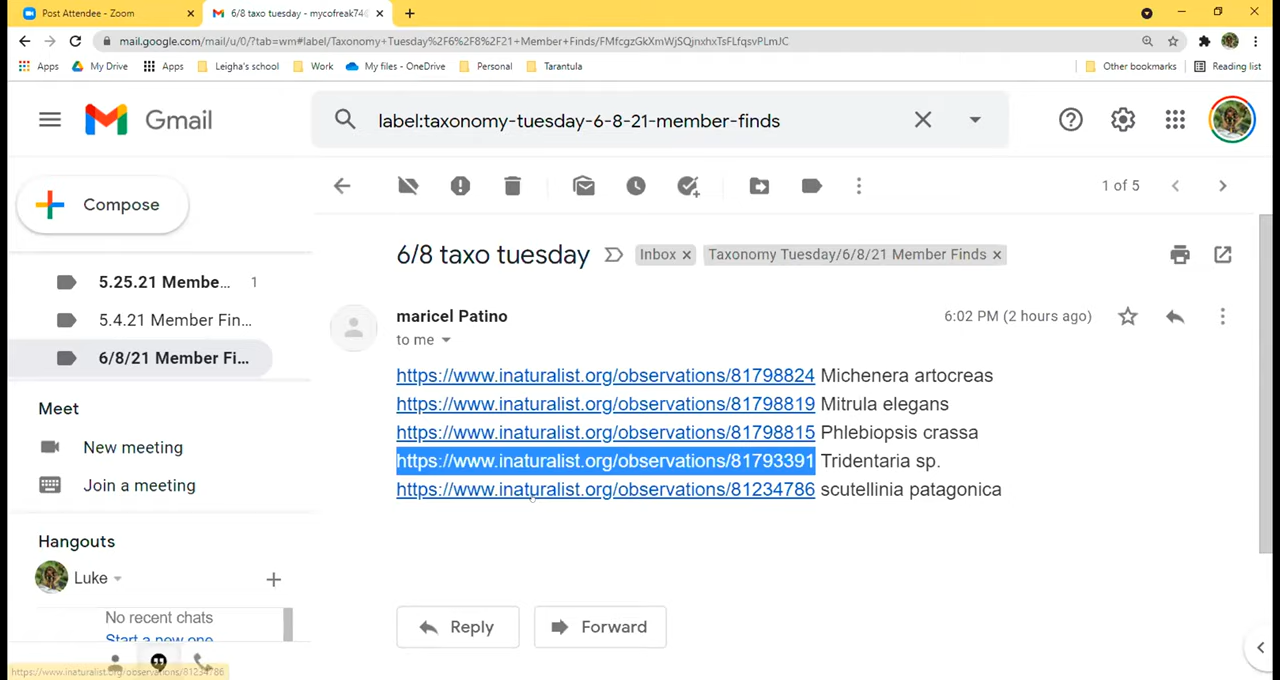 Post Attendee - Zoom
6/8 taxo tuesday - mycofreak74@
mail.google.com/mail/u/0/?tab=wm#label/Taxonomy+Tuesday%2F6%2F8%2F21+Member+Finds/FMfcgzGkXmWjSQjnxhxTsFLfqsvPLmJC
Apps My Drive Apps Leigha's school Work My files - OneDrive Personal Tarantula Other bookmarks Reading list
Gmail
label:taxonomy-tuesday-6-8-21-member-finds
Compose
1 of 5
6/8 taxo tuesday Inbox Taxonomy Tuesday/6/8/21 Member Finds
5.25.21 Membe... 1
5.4.21 Member Fin...
6/8/21 Member Fi...
maricel Patino 6:02 PM (2 hours ago)
to me
https://www.inaturalist.org/observations/81798824 Michenera artocreas
https://www.inaturalist.org/observations/81798819 Mitrula elegans
https://www.inaturalist.org/observations/81798815 Phlebiopsis crassa
https://www.inaturalist.org/observations/81793391 Tridentaria sp.
https://www.inaturalist.org/observations/81234786 scutellinia patagonica
Meet
New meeting
Join a meeting
Hangouts
Luke
No recent chats
Start a new one
Reply Forward
https://www.inaturalist.org/observations/81234786